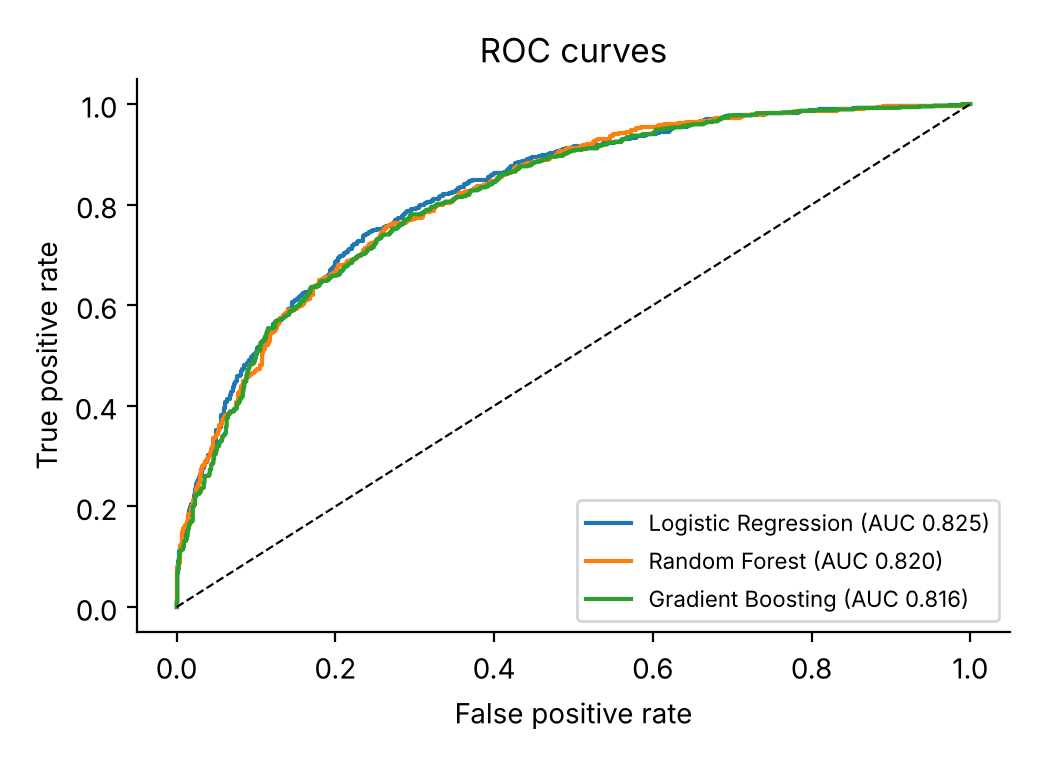 ROC curves
True positive rate
1.0
0.8
0.6
0.4
0.2
0.0
Logistic Regression (AUC 0.825)
Random Forest (AUC 0.820)
Gradient Boosting (AUC 0.816)
0.0 0.2 0.4 0.6 0.8 1.0
False positive rate